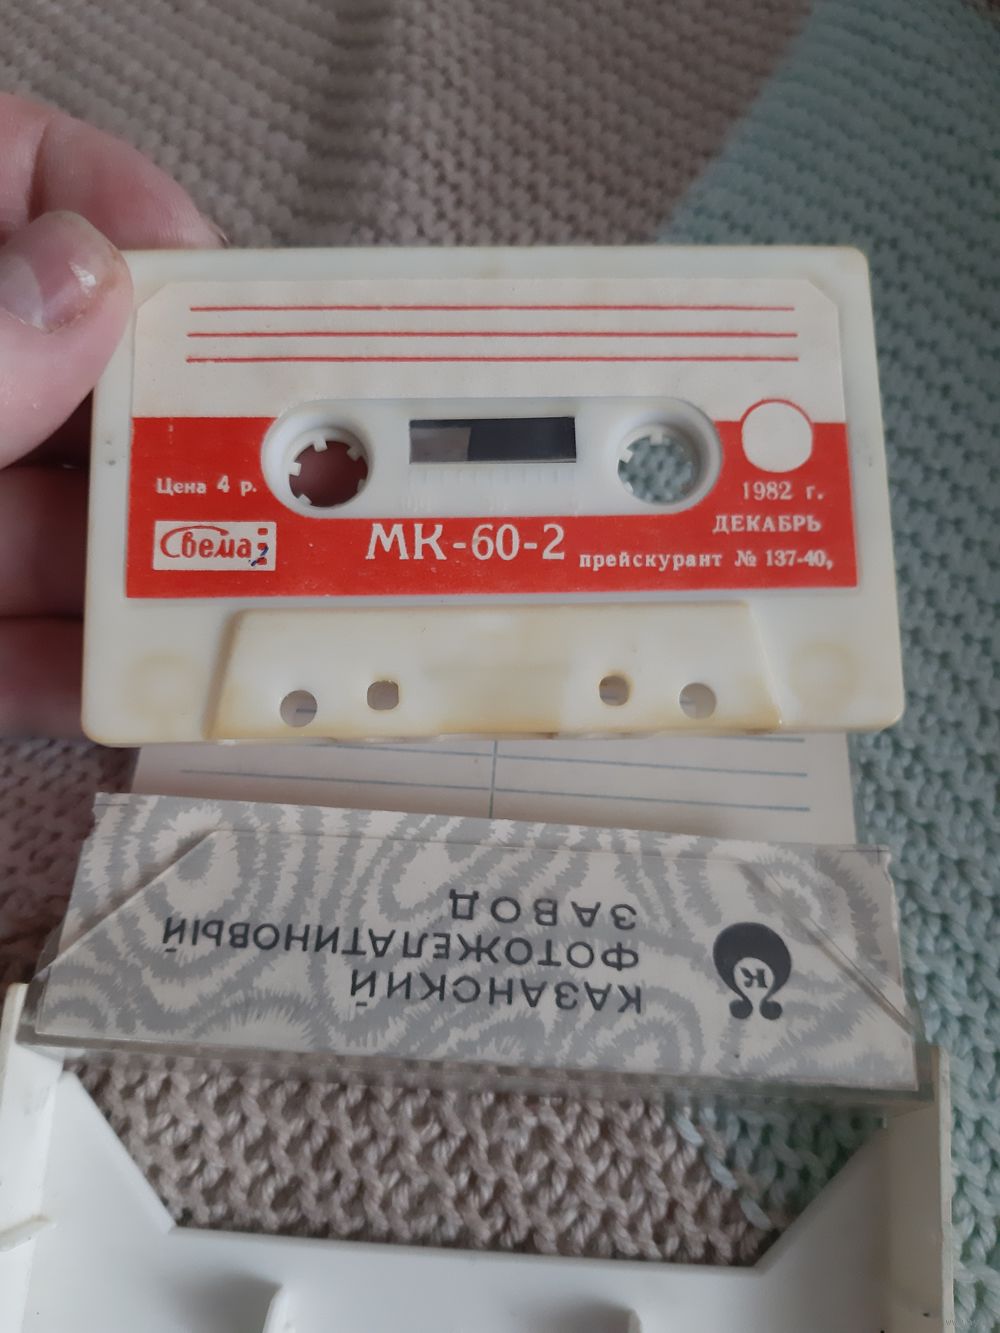 Цена 4 р.
Свема
МК-60-2
1982 г.
ДЕКАБРЬ
прейскурант № 137-40,
КАЗАНСКИЙ
ФОТОЖЕЛАТИНОВЫЙ
ЗАВОД
К